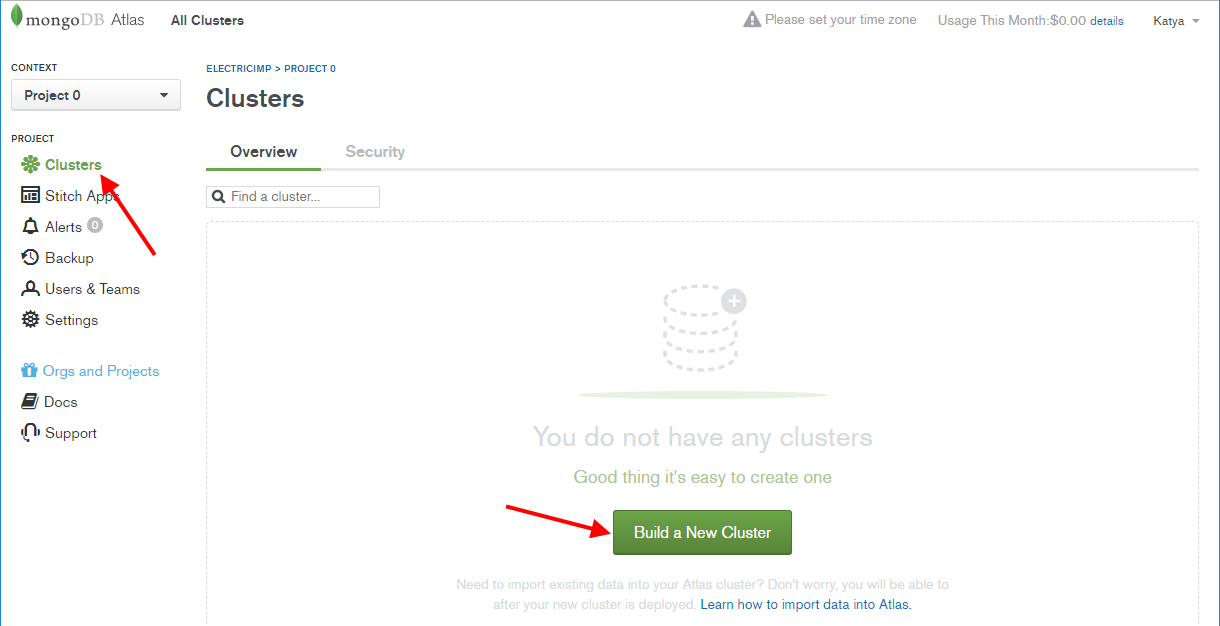 mongoDB Atlas All Clusters Please set your time zone Usage This Month:$0.00 details Katya
CONTEXT
Project 0
PROJECT
Clusters
Stitch Apps
Alerts 0
Backup
Users & Teams
Settings
Orgs and Projects
Docs
Support
ELECTRICIMP > PROJECT 0
Clusters
Overview Security
Find a cluster...
You do not have any clusters
Good thing it's easy to create one
Build a New Cluster
Need to import existing data into your Atlas cluster? Don't worry, you will be able to
after your new cluster is deployed. Learn how to import data into Atlas.